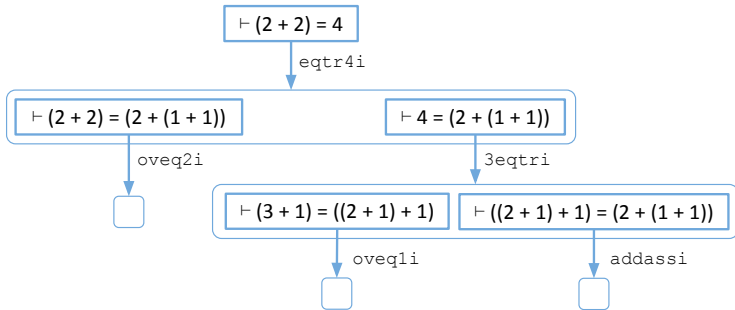 ⊢ (2 + 2) = 4
eqtr4i
⊢ (2 + 2) = (2 + (1 + 1))
⊢ 4 = (2 + (1 + 1))
oveq2i
3eqtri
⊢ (3 + 1) = ((2 + 1) + 1)
⊢ ((2 + 1) + 1) = (2 + (1 + 1))
oveq1i
addassi